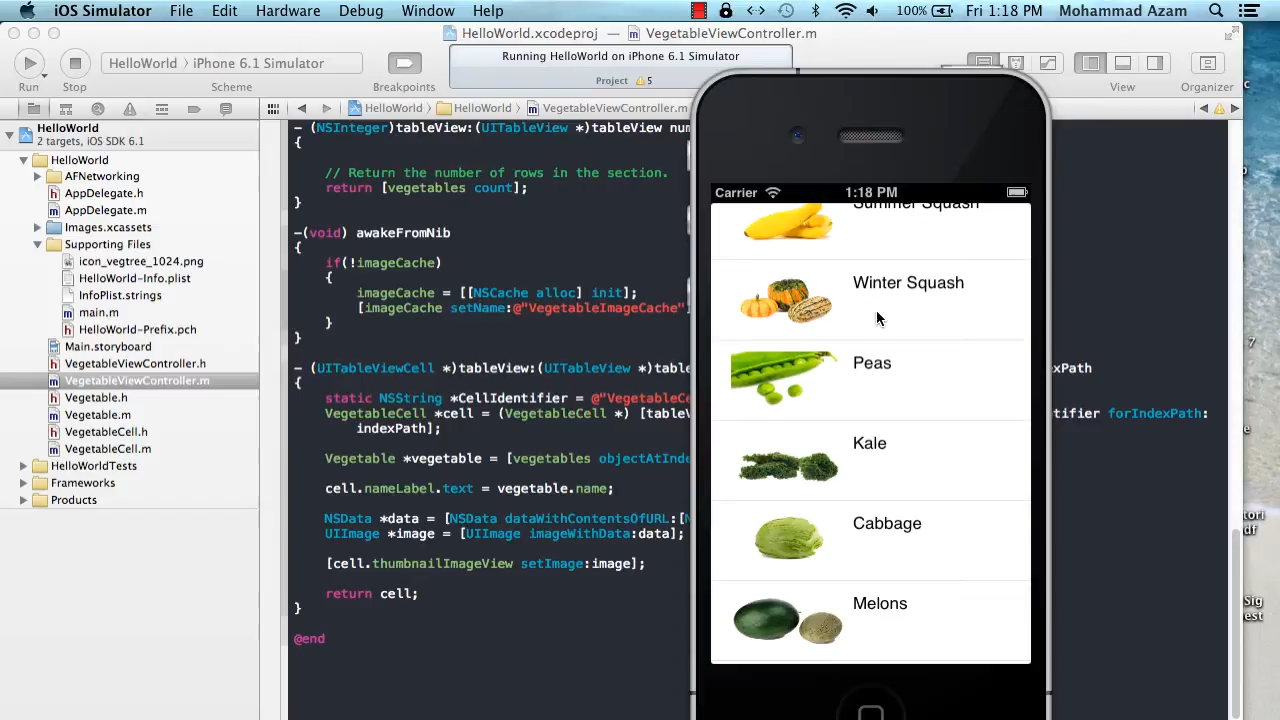 iOS Simulator File Edit Hardware Debug Window Help 100% Fri 1:18 PM Mohammad Azam
HelloWorld.xcodeproj — VegetableViewController.m
HelloWorld iPhone 6.1 Simulator
Running HelloWorld on iPhone 6.1 Simulator
Project 5
Run Stop Scheme Breakpoints View Organizer
HelloWorld HelloWorld VegetableViewController.m
HelloWorld
2 targets, iOS SDK 6.1
HelloWorld
AFNetworking
AppDelegate.h
AppDelegate.m
Images.xcassets
Supporting Files
icon_vegtree_1024.png
HelloWorld-Info.plist
InfoPlist.strings
main.m
HelloWorld-Prefix.pch
Main.storyboard
VegetableViewController.h
VegetableViewController.m
Vegetable.h
Vegetable.m
VegetableCell.h
VegetableCell.m
HelloWorldTests
Frameworks
Products
- (NSInteger)tableView:(UITableView *)tableView num
{
// Return the number of rows in the section.
return [vegetables count];
}
-(void) awakeFromNib
{
if(!imageCache)
{
imageCache = [[NSCache alloc] init];
[imageCache setName:@"VegetableImageCache"
}
}
- (UITableViewCell *)tableView:(UITableView *)table
{
static NSString *CellIdentifier = @"VegetableCe
VegetableCell *cell = (VegetableCell *) [tablev
indexPath];
Vegetable *vegetable = [vegetables objectAtInde
cell.nameLabel.text = vegetable.name;
NSData *data = [NSData dataWithContentsOfURL:[N
UIImage *image = [UIImage imageWithData:data];
[cell.thumbnailImageView setImage:image];
return cell;
}
@end
exPath
tifier forIndexPath:
Carrier 1:18 PM
Summer Squash
Winter Squash
Peas
Kale
Cabbage
Melons